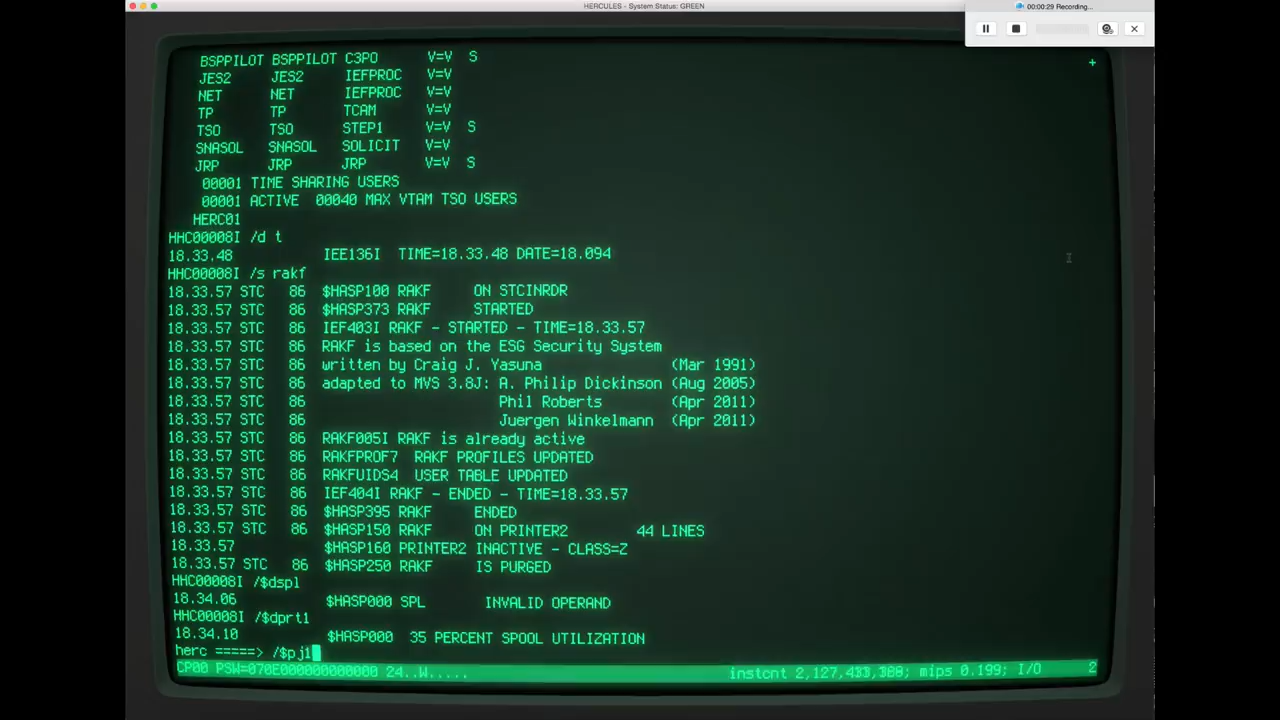 HERCULES - System Status: GREEN
00:00:29 Recording...
BSPPILOT BSPPILOT C3PO V=V S
JES2 JES2 IEFPROC V=V
NET NET IEFPROC V=V
TP TP TCAM V=V
TSO TSO STEP1 V=V S
SNASOL SNASOL SOLICIT V=V
JRP JRP JRP V=V S
00001 TIME SHARING USERS
00001 ACTIVE 00040 MAX VTAM TSO USERS
HERC01
HHC00008I /d t
18.33.48 IEE136I TIME=18.33.48 DATE=18.094
HHC00008I /s rakf
18.33.57 STC 86 $HASP100 RAKF ON STCINRDR
18.33.57 STC 86 $HASP373 RAKF STARTED
18.33.57 STC 86 IEF403I RAKF - STARTED - TIME=18.33.57
18.33.57 STC 86 RAKF is based on the ESG Security System
18.33.57 STC 86 written by Craig J. Yasuna (Mar 1991)
18.33.57 STC 86 adapted to MVS 3.8J: A. Philip Dickinson (Aug 2005)
18.33.57 STC 86 Phil Roberts (Apr 2011)
18.33.57 STC 86 Juergen Winkelmann (Apr 2011)
18.33.57 STC 86 RAKF005I RAKF is already active
18.33.57 STC 86 RAKFPROF7 RAKF PROFILES UPDATED
18.33.57 STC 86 RAKFUIDS4 USER TABLE UPDATED
18.33.57 STC 86 IEF404I RAKF - ENDED - TIME=18.33.57
18.33.57 STC 86 $HASP395 RAKF ENDED
18.33.57 STC 86 $HASP150 RAKF ON PRINTER2 44 LINES
18.33.57 $HASP160 PRINTER2 INACTIVE - CLASS=Z
18.33.57 STC 86 $HASP250 RAKF IS PURGED
HHC00008I /$dspl
18.34.06 $HASP000 SPL INVALID OPERAND
HHC00008I /$dprt1
18.34.10 $HASP000 35 PERCENT SPOOL UTILIZATION
herc =====> /$pj1
CP00 PSW=070E000000000000 24..W..... instcnt mips 0.199; I/O 2